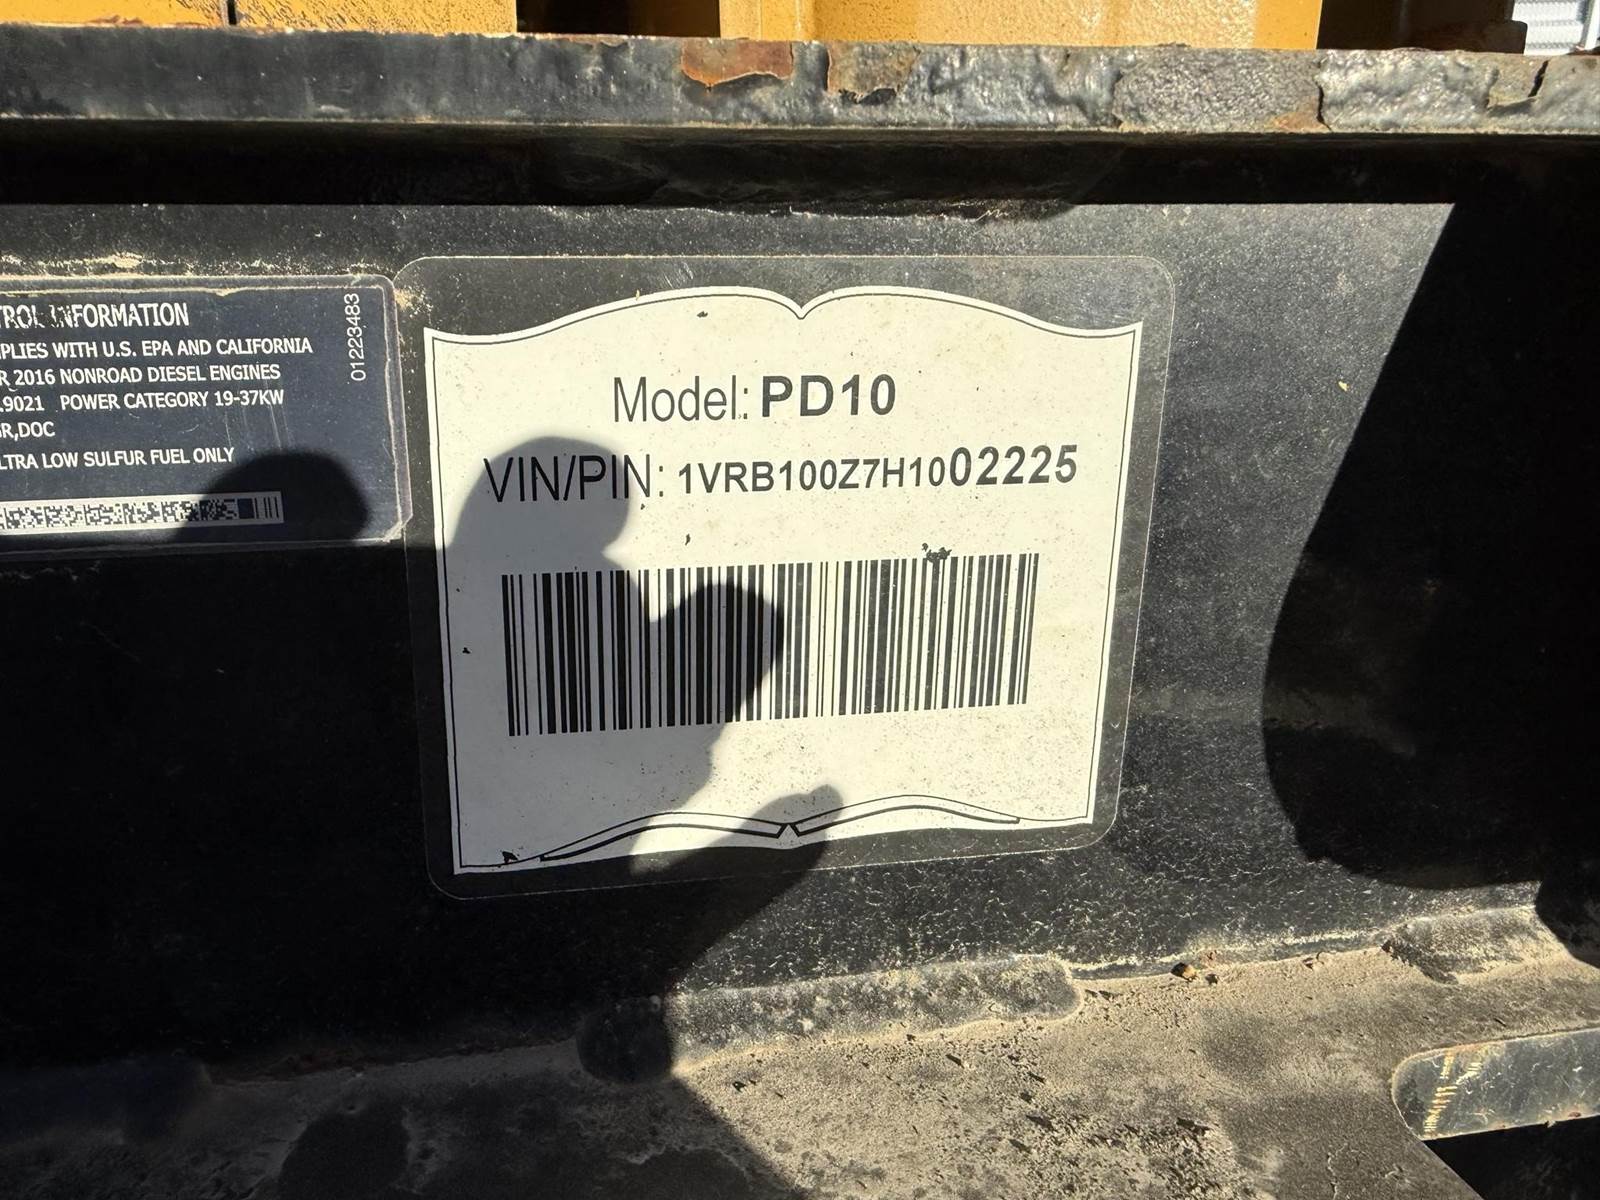 TROL INFORMATION
PLIES WITH U.S. EPA AND CALIFORNIA
R 2016 NONROAD DIESEL ENGINES
.9021 POWER CATEGORY 19-37KW
GR,DOC
LTRA LOW SULFUR FUEL ONLY
01223483
Model: PD10
VIN/PIN: 1VRB100Z7H1002225